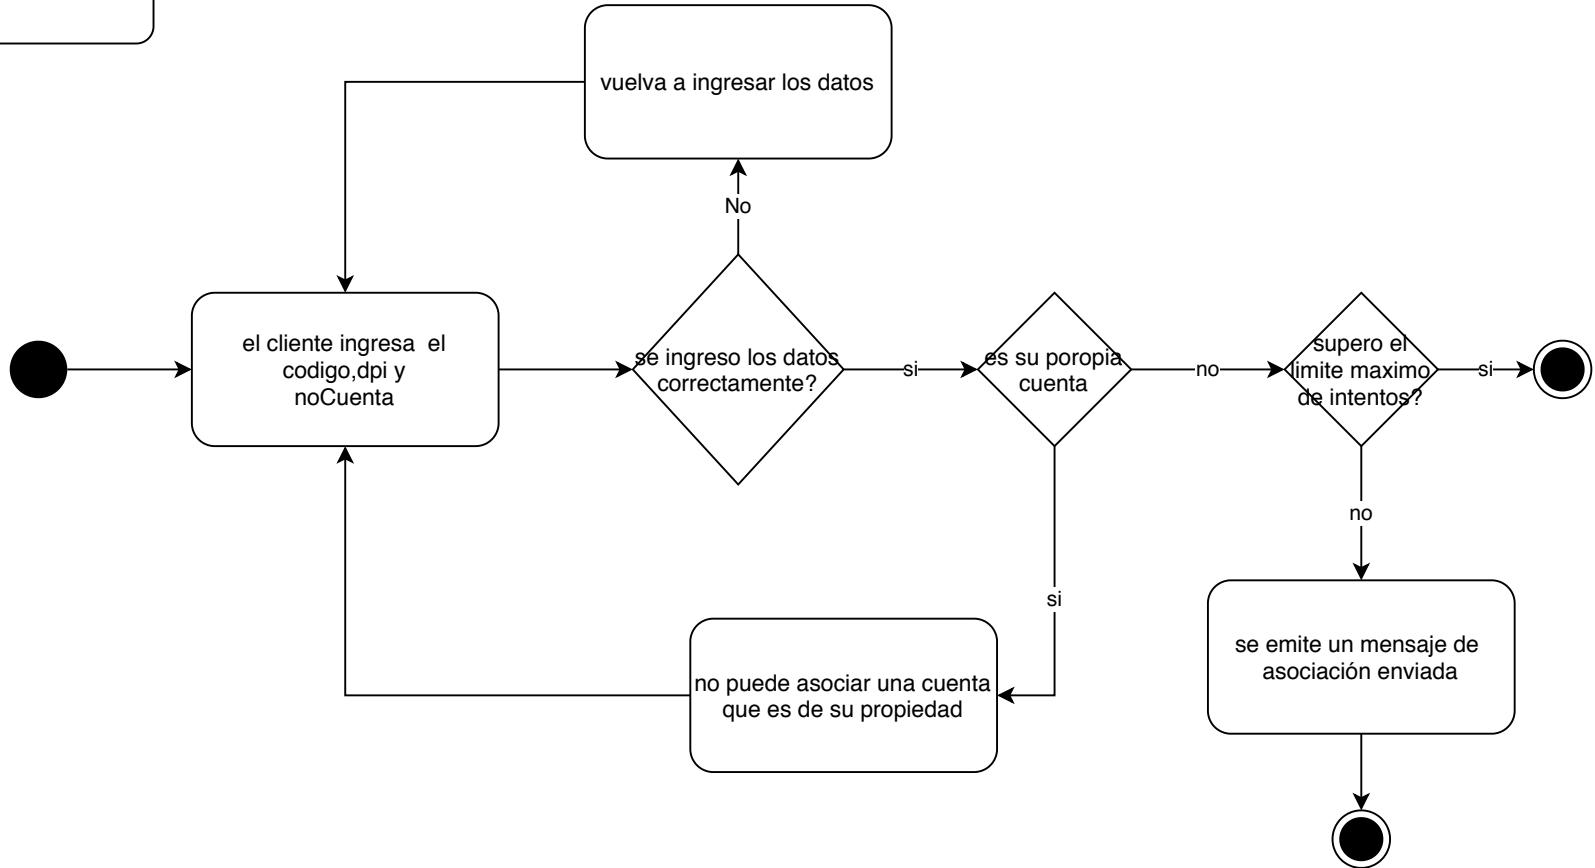 vuelva a ingresar los datos
No
el cliente ingresa  el
codigo,dpi y
noCuenta
se ingreso los datos
correctamente?
si
es su poropia
cuenta
no
supero el
limite maximo
de intentos?
si
no
si
no puede asociar una cuenta
que es de su propiedad
se emite un mensaje de
asociación enviada